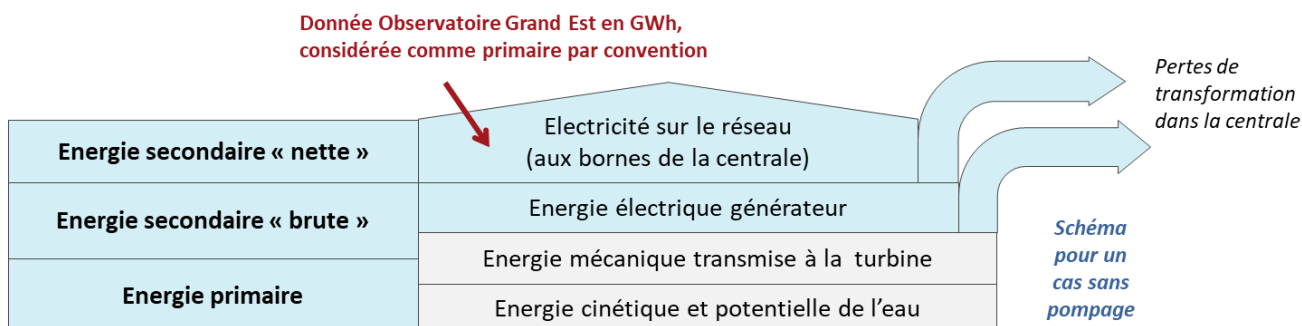 Donnée Observatoire Grand Est en GWh,
considérée comme primaire par convention
Pertes de
transformation
dans la centrale
Energie secondaire « nette »
Electricité sur le réseau
(aux bornes de la centrale)
Energie secondaire « brute »
Energie électrique générateur
Energie mécanique transmise à la turbine
Energie primaire
Energie cinétique et potentielle de l’eau
Schéma
pour un
cas sans
pompage